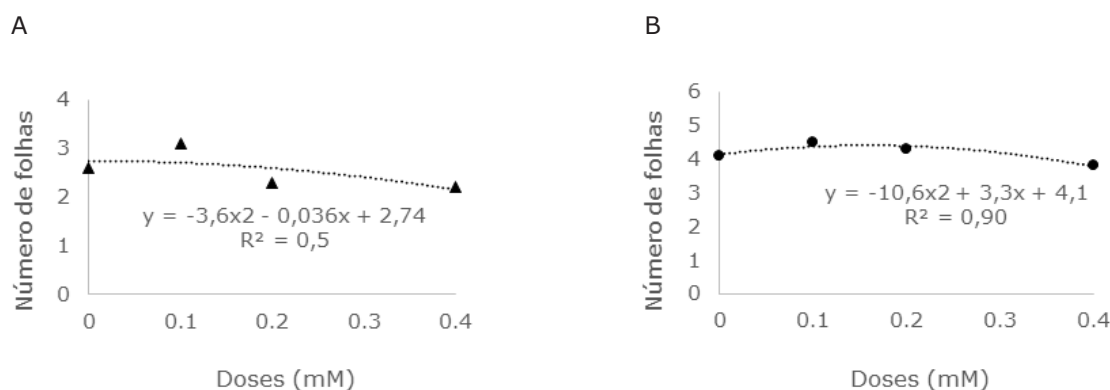 A
Número de folhas
4
3
2
1
0
y = -3,6x2 - 0,036x + 2,74
R² = 0,5
0 0.1 0.2 0.3 0.4
Doses (mM)
B
Número de folhas
6
5
4
3
2
1
0
y = -10,6x2 + 3,3x + 4,1
R² = 0,90
0 0.1 0.2 0.3 0.4
Doses (mM)